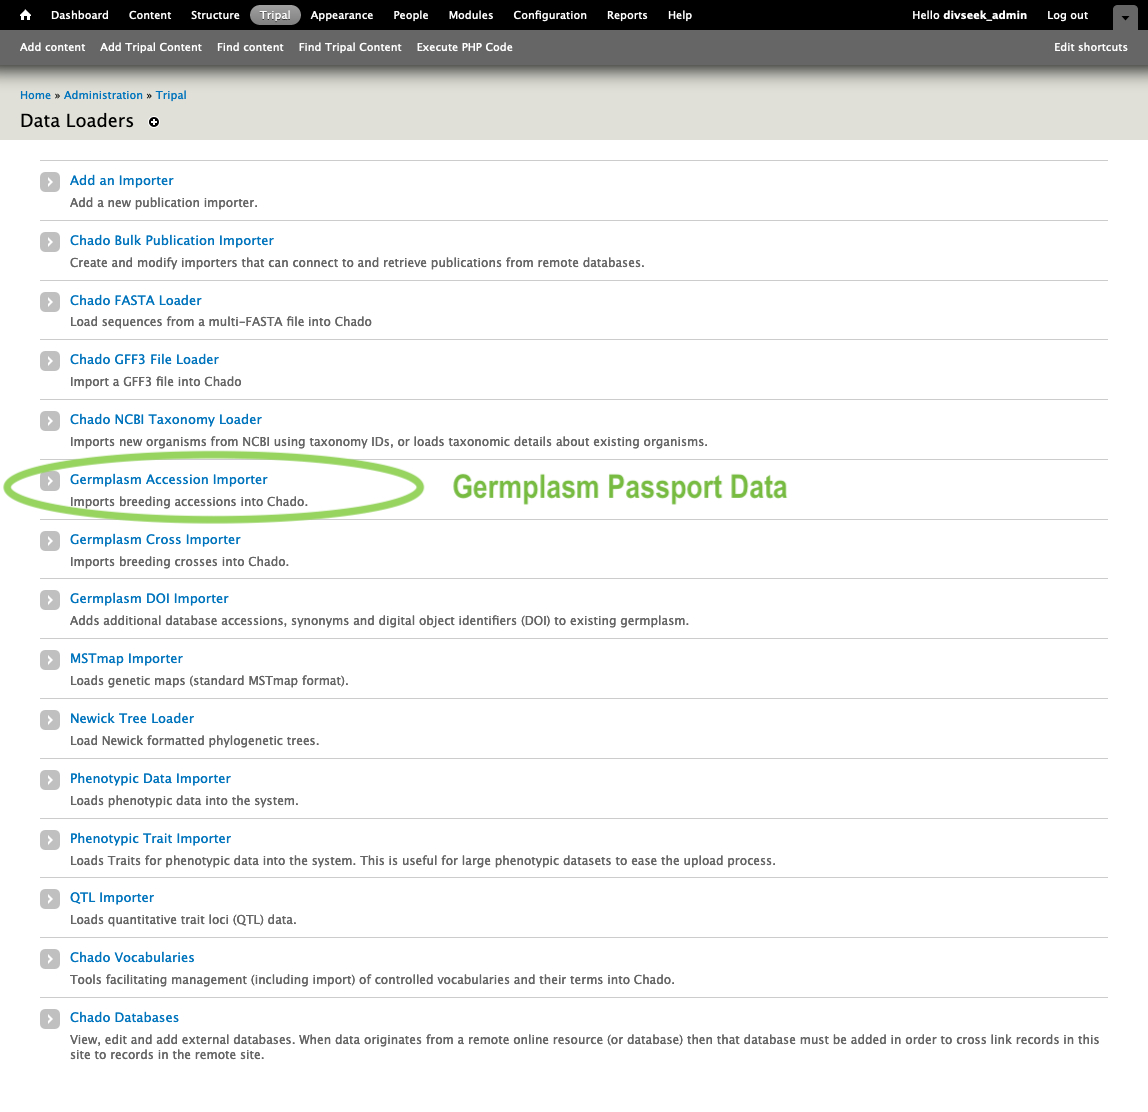 Dashboard Content Structure Tripal Appearance People Modules Configuration Reports Help Hello divseek_admin Log out
Add content Add Tripal Content Find content Find Tripal Content Execute PHP Code Edit shortcuts
Home » Administration » Tripal
Data Loaders
Add an Importer
Add a new publication importer.
Chado Bulk Publication Importer
Create and modify importers that can connect to and retrieve publications from remote databases.
Chado FASTA Loader
Load sequences from a multi-FASTA file into Chado
Chado GFF3 File Loader
Import a GFF3 file into Chado
Chado NCBI Taxonomy Loader
Imports new organisms from NCBI using taxonomy IDs, or loads taxonomic details about existing organisms.
Germplasm Accession Importer
Germplasm Passport Data
Imports breeding accessions into Chado.
Germplasm Cross Importer
Imports breeding crosses into Chado.
Germplasm DOI Importer
Adds additional database accessions, synonyms and digital object identifiers (DOI) to existing germplasm.
MSTmap Importer
Loads genetic maps (standard MSTmap format).
Newick Tree Loader
Load Newick formatted phylogenetic trees.
Phenotypic Data Importer
Loads phenotypic data into the system.
Phenotypic Trait Importer
Loads Traits for phenotypic data into the system. This is useful for large phenotypic datasets to ease the upload process.
QTL Importer
Loads quantitative trait loci (QTL) data.
Chado Vocabularies
Tools facilitating management (including import) of controlled vocabularies and their terms into Chado.
Chado Databases
View, edit and add external databases. When data originates from a remote online resource (or database) then that database must be added in order to cross link records in this
site to records in the remote site.